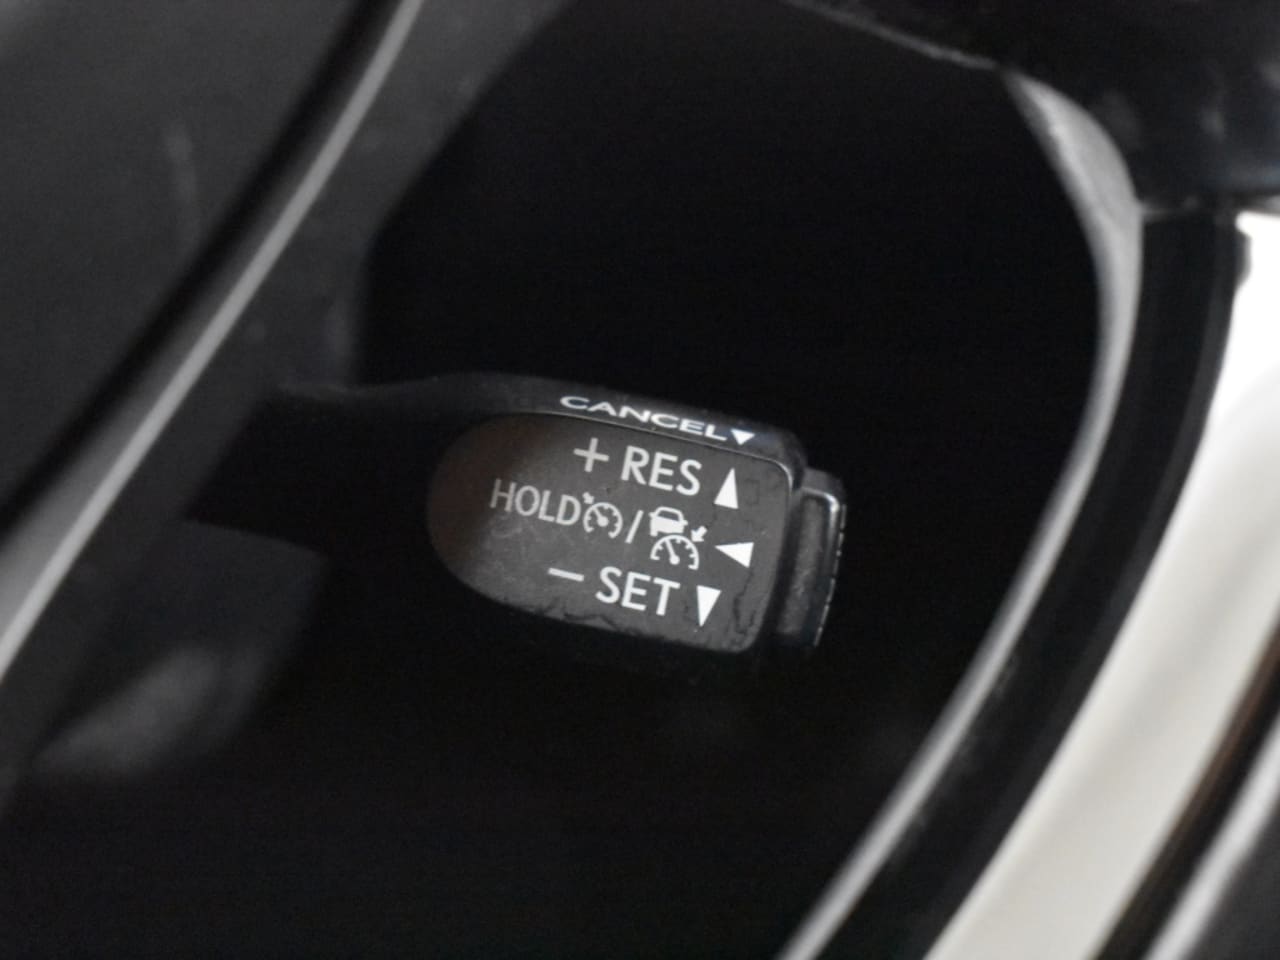 CANCEL▼
+ RES ▲
HOLD / ◀
− SET ▼